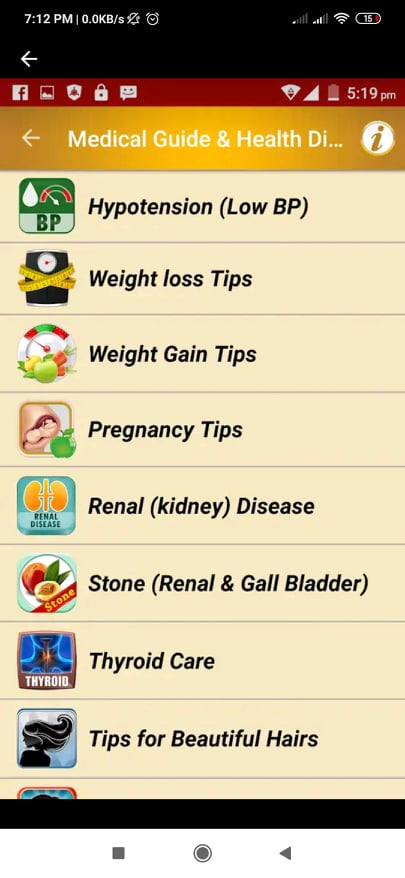 7:12 PM | 0.0KB/s
15
5:19 pm
Medical Guide & Health Di...
BP
Hypotension (Low BP)
Weight loss Tips
Weight Gain Tips
Pregnancy Tips
RENAL
DISEASE
Renal (kidney) Disease
Stone
Stone (Renal & Gall Bladder)
THYROID
Thyroid Care
Tips for Beautiful Hairs